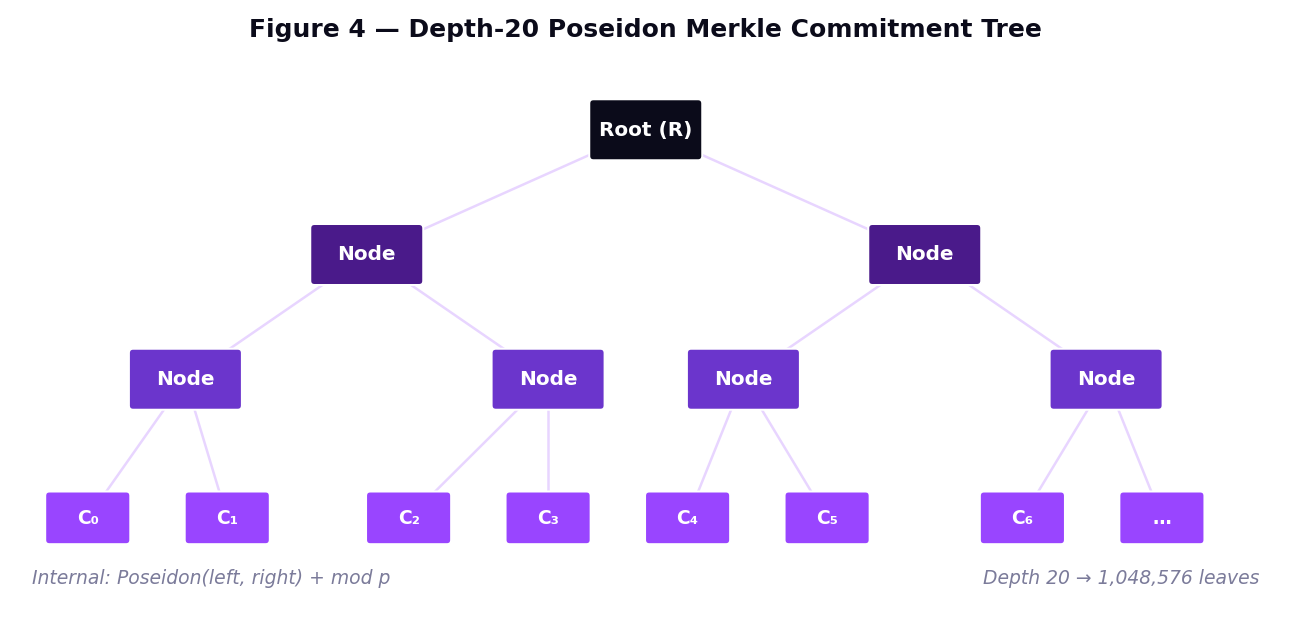 Figure 4 — Depth-20 Poseidon Merkle Commitment Tree
Root (R)
Node
Node
Node
Node
Node
Node
C₀
C₁
C₂
C₃
C₄
C₅
C₆
...
Internal: Poseidon(left, right) + mod p
Depth 20 → 1,048,576 leaves